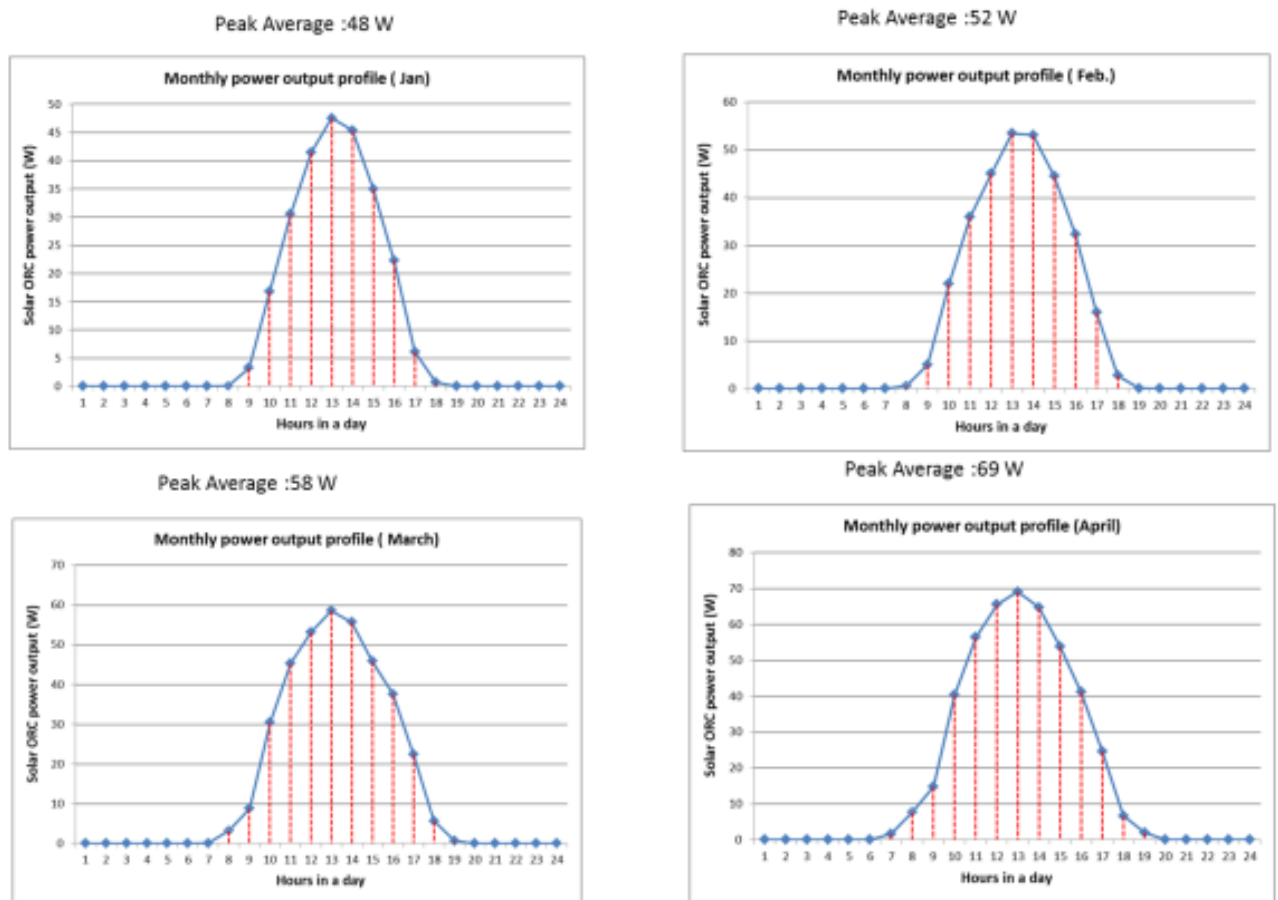 Peak Average :48 W
Monthly power output profile ( Jan)
Solar ORC power output (W)
50
45
40
35
30
25
20
15
10
5
0
1 2 3 4 5 6 7 8 9 10 11 12 13 14 15 16 17 18 19 20 21 22 23 24
Hours in a day
Peak Average :52 W
Monthly power output profile ( Feb.)
Solar ORC power output (W)
60
50
40
30
20
10
0
1 2 3 4 5 6 7 8 9 10 11 12 13 14 15 16 17 18 19 20 21 22 23 24
Hours in a day
Peak Average :58 W
Monthly power output profile ( March)
Solar ORC power output (W)
70
60
50
40
30
20
10
0
1 2 3 4 5 6 7 8 9 10 11 12 13 14 15 16 17 18 19 20 21 22 23 24
Hours in a day
Peak Average :69 W
Monthly power output profile (April)
Solar ORC power output (W)
80
70
60
50
40
30
20
10
0
1 2 3 4 5 6 7 8 9 10 11 12 13 14 15 16 17 18 19 20 21 22 23 24
Hours in a day